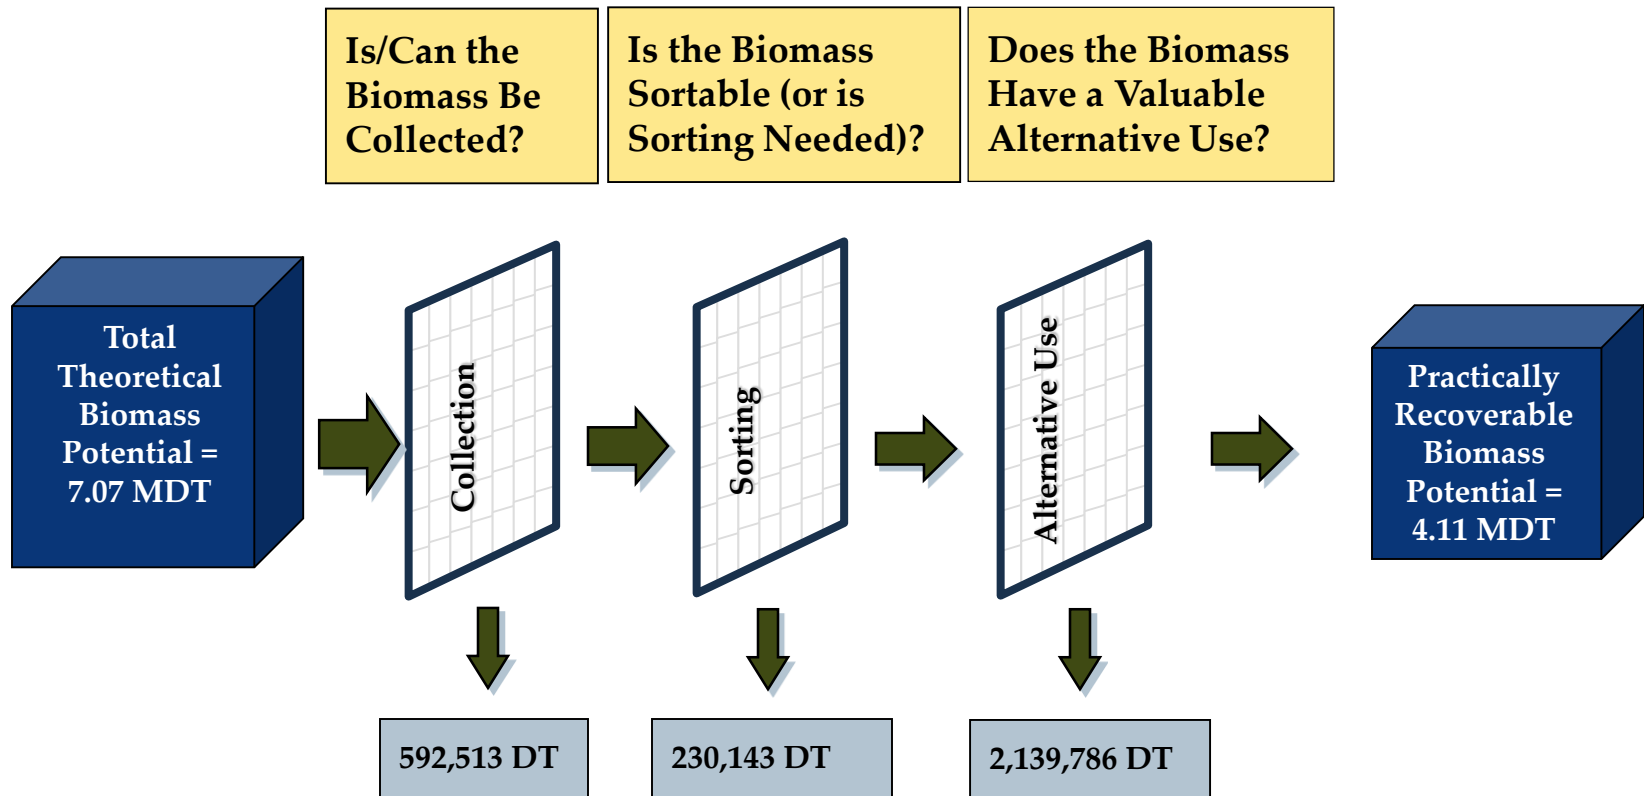 Is/Can the
Biomass Be
Collected?
Is the Biomass
Sortable (or is
Sorting Needed)?
Does the Biomass
Have a Valuable
Alternative Use?
Total
Theoretical
Biomass
Potential =
7.07 MDT
Collection
Sorting
Alternative Use
Practically
Recoverable
Biomass
Potential =
4.11 MDT
592,513 DT
230,143 DT
2,139,786 DT